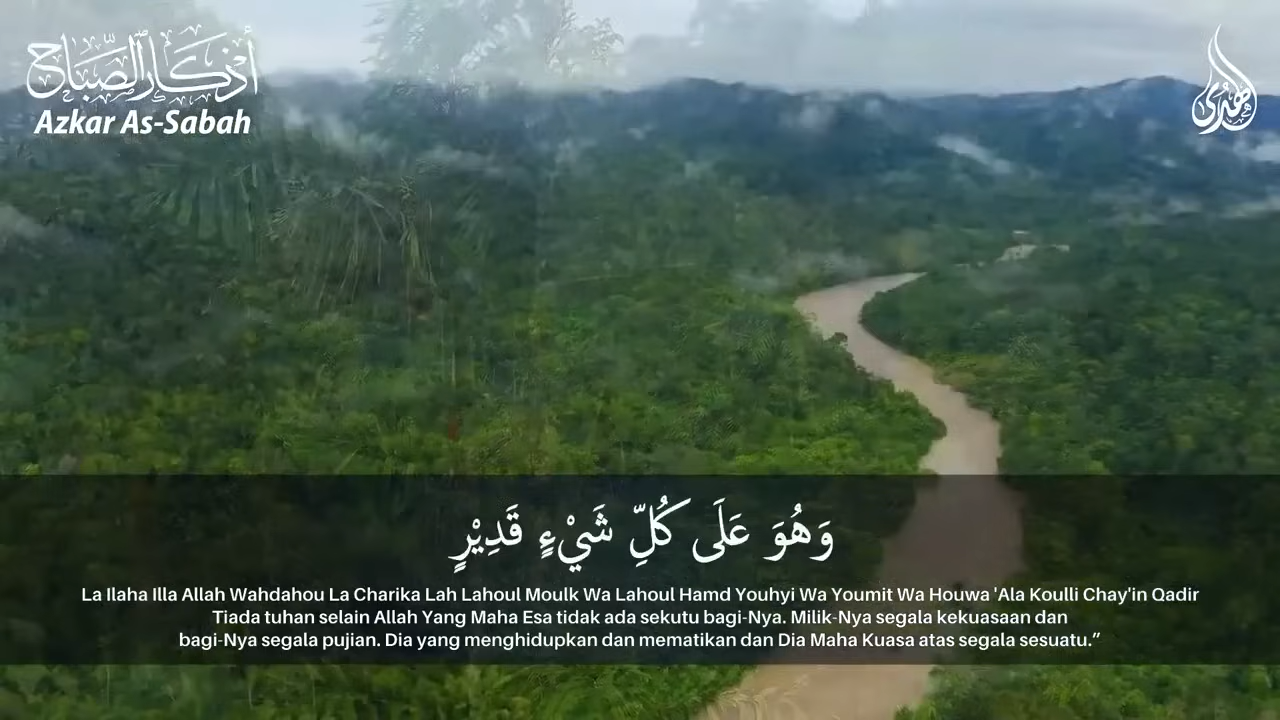 أذكار الصباح
Azkar As-Sabah
هدى
وَهُوَ عَلَى كُلِّ شَيْءٍ قَدِيْرٍ
La Ilaha Illa Allah Wahdahou La Charika Lah Lahoul Moulk Wa Lahoul Hamd Youhyi Wa Youmit Wa Houwa 'Ala Koulli Chay'in Qadir
Tiada tuhan selain Allah Yang Maha Esa tidak ada sekutu bagi-Nya. Milik-Nya segala kekuasaan dan
bagi-Nya segala pujian. Dia yang menghidupkan dan mematikan dan Dia Maha Kuasa atas segala sesuatu.”